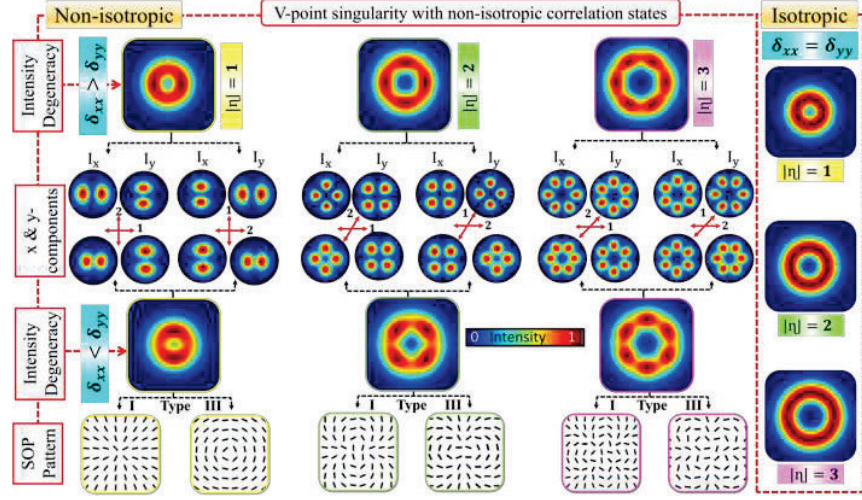 Non-isotropic
V-point singularity with non-isotropic correlation states
Isotropic
δxx = δyy
Intensity
Degeneracy
δxx > δyy
|η| = 1
|η| = 2
|η| = 3
|η| = 1
Ix Iy Ix Iy
Ix Iy Ix Iy
Ix Iy Ix Iy
x & y-
components
2 1 1 2
2 1 1 2
2 1 1 2
|η| = 2
Intensity
Degeneracy
δxx < δyy
0 Intensity 1
I Type III
I Type III
I Type III
SOP
Pattern
|η| = 3